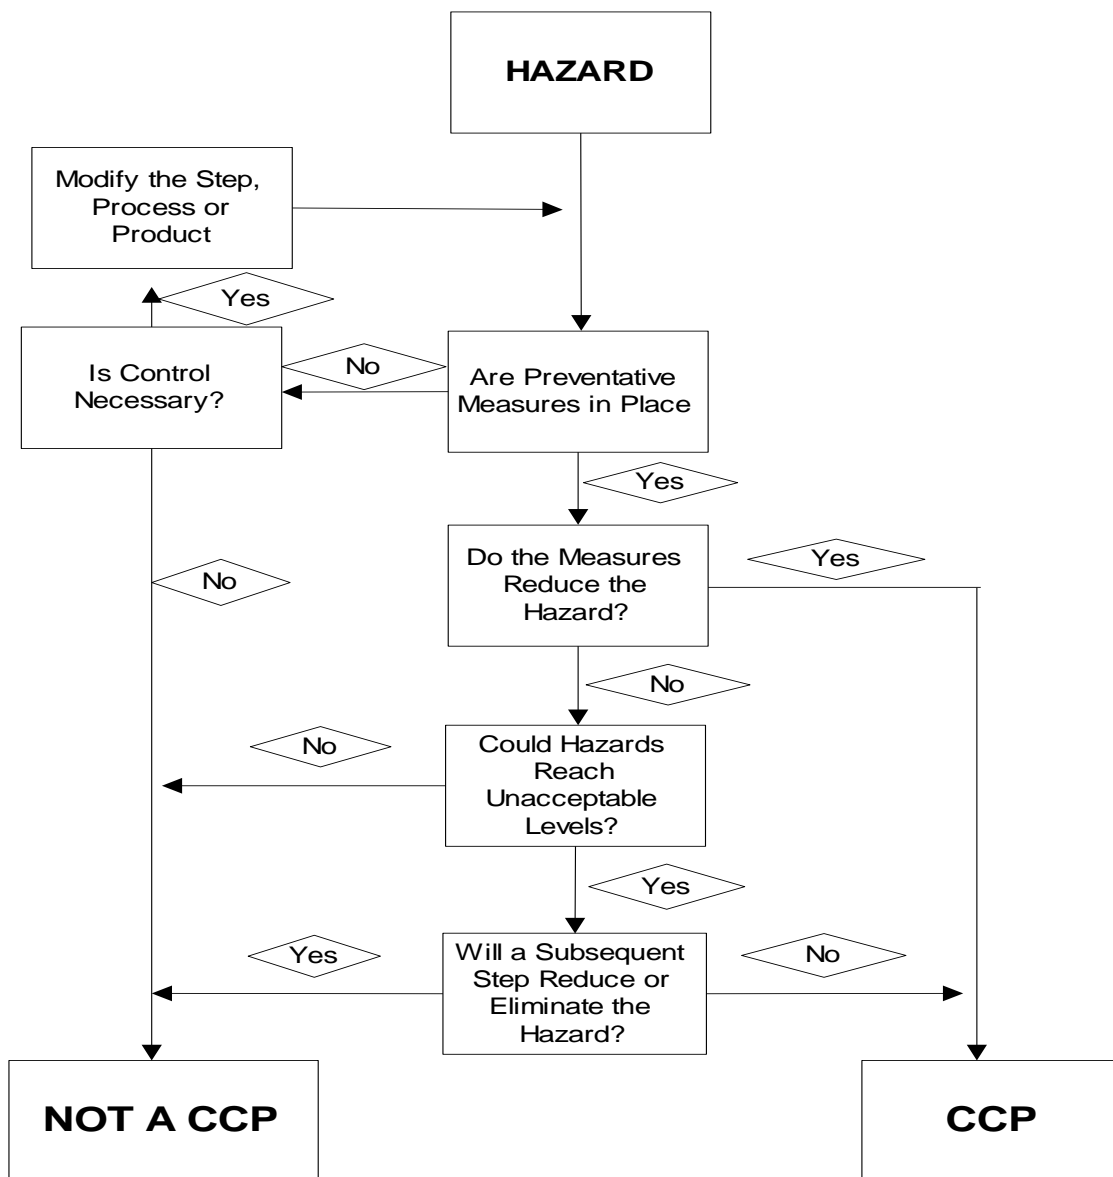 HAZARD
Modify the Step,
Process or
Product
Yes
Is Control
Necessary?
No
Are Preventative
Measures in Place
Yes
Do the Measures
Reduce the
Hazard?
Yes
No
No
No
Could Hazards
Reach
Unacceptable
Levels?
Yes
Yes
Will a Subsequent
Step Reduce or
Eliminate the
Hazard?
No
NOT A CCP
CCP